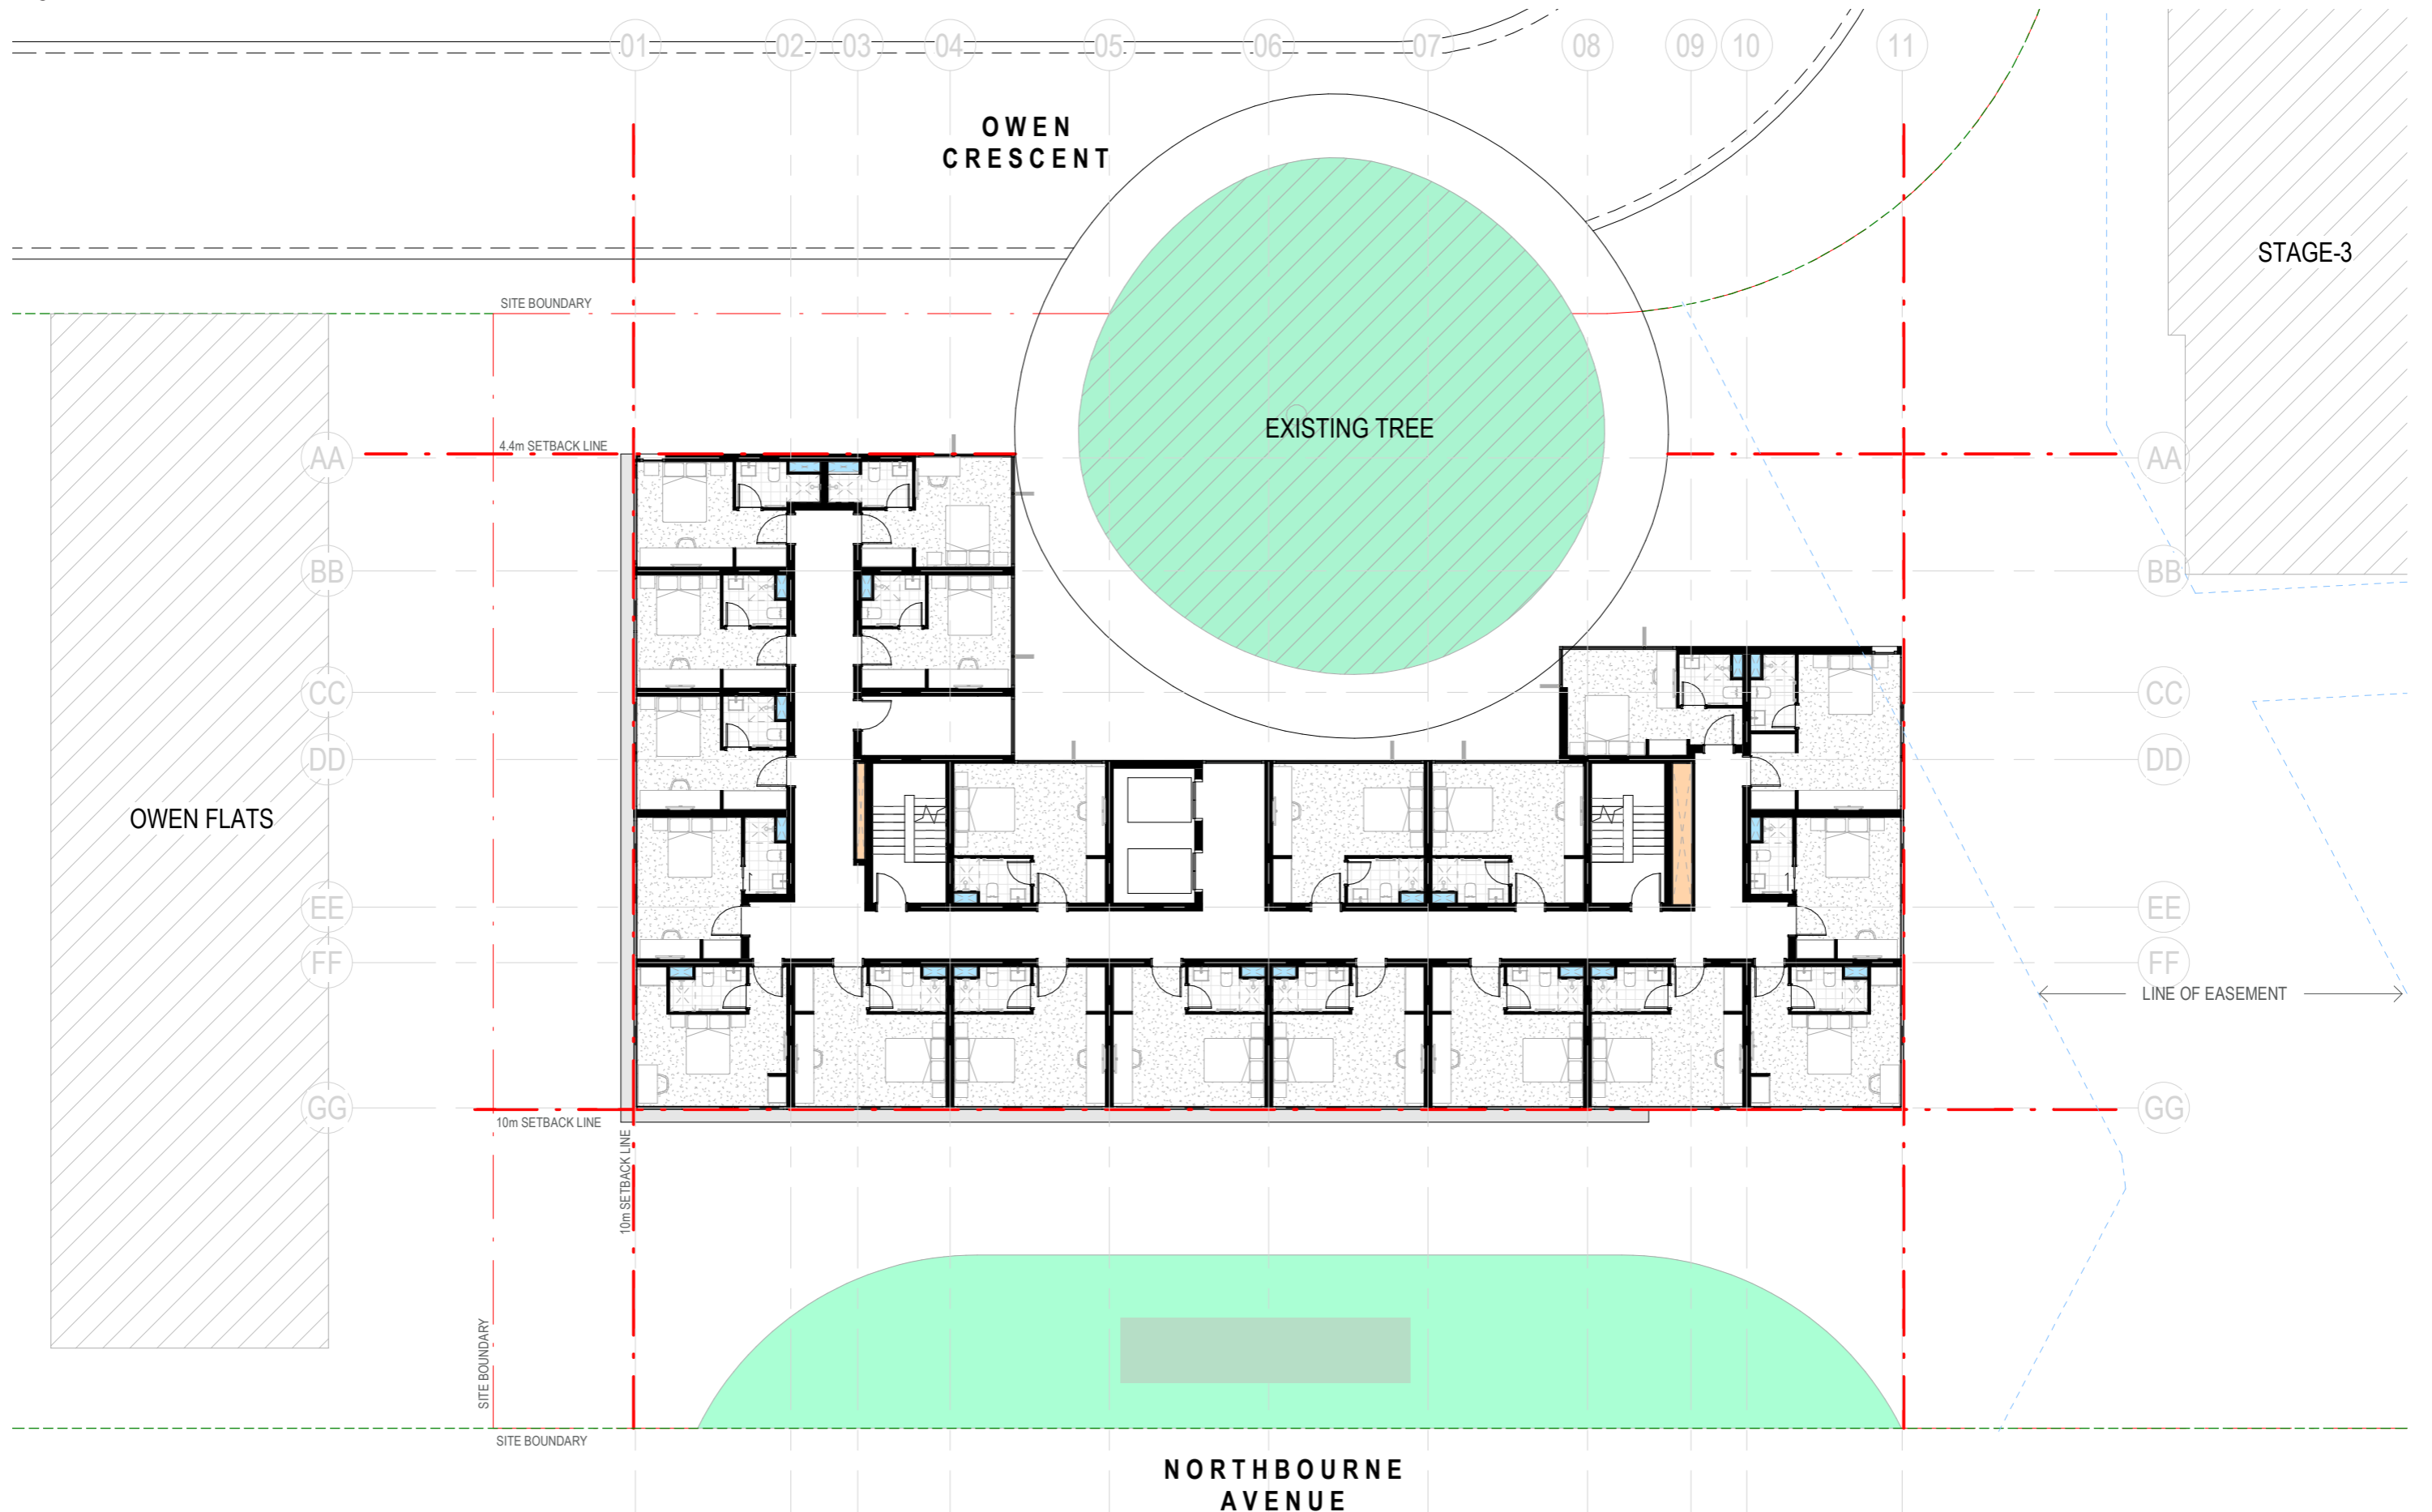 01 02 03 04 05 06 07 08 09 10 11
OWEN
CRESCENT
STAGE-3
SITE BOUNDARY
EXISTING TREE
4.4m SETBACK LINE
AA AA
BB BB
CC CC
DD DD
OWEN FLATS
EE EE
FF FF
LINE OF EASEMENT
GG GG
10m SETBACK LINE
10m SETBACK LINE
SITE BOUNDARY
SITE BOUNDARY
NORTHBOURNE
AVENUE